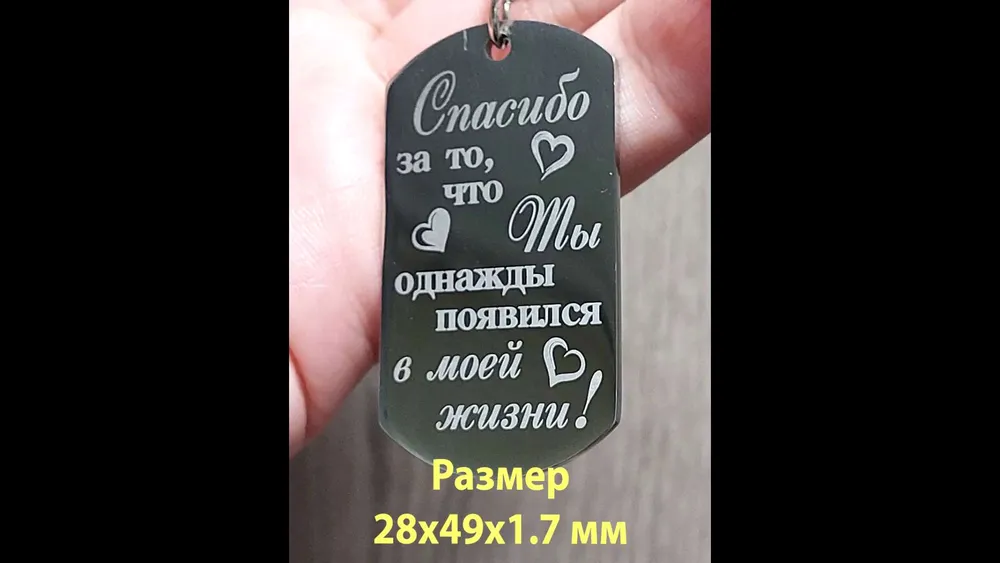 Спасибо
за то,
что
Ты
однажды
появился
в моей
жизни!
Размер
28x49x1.7 мм